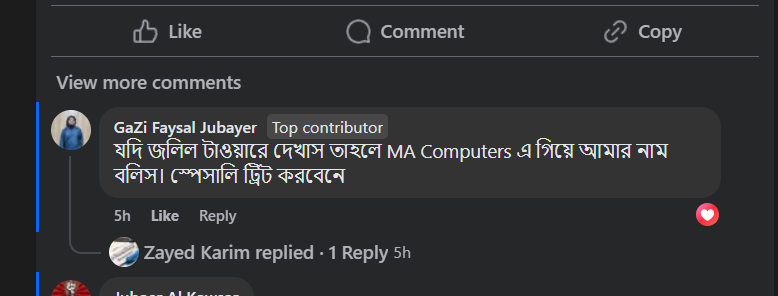 Like Comment Copy
View more comments
GaZi Faysal Jubayer Top contributor
যদি জলিল টাওয়ারে দেখাস তাহলে MA Computers এ গিয়ে আমার নাম
বলিস। স্পেসালি ট্রিট করবেনে
5h Like Reply
Zayed Karim replied · 1 Reply 5h